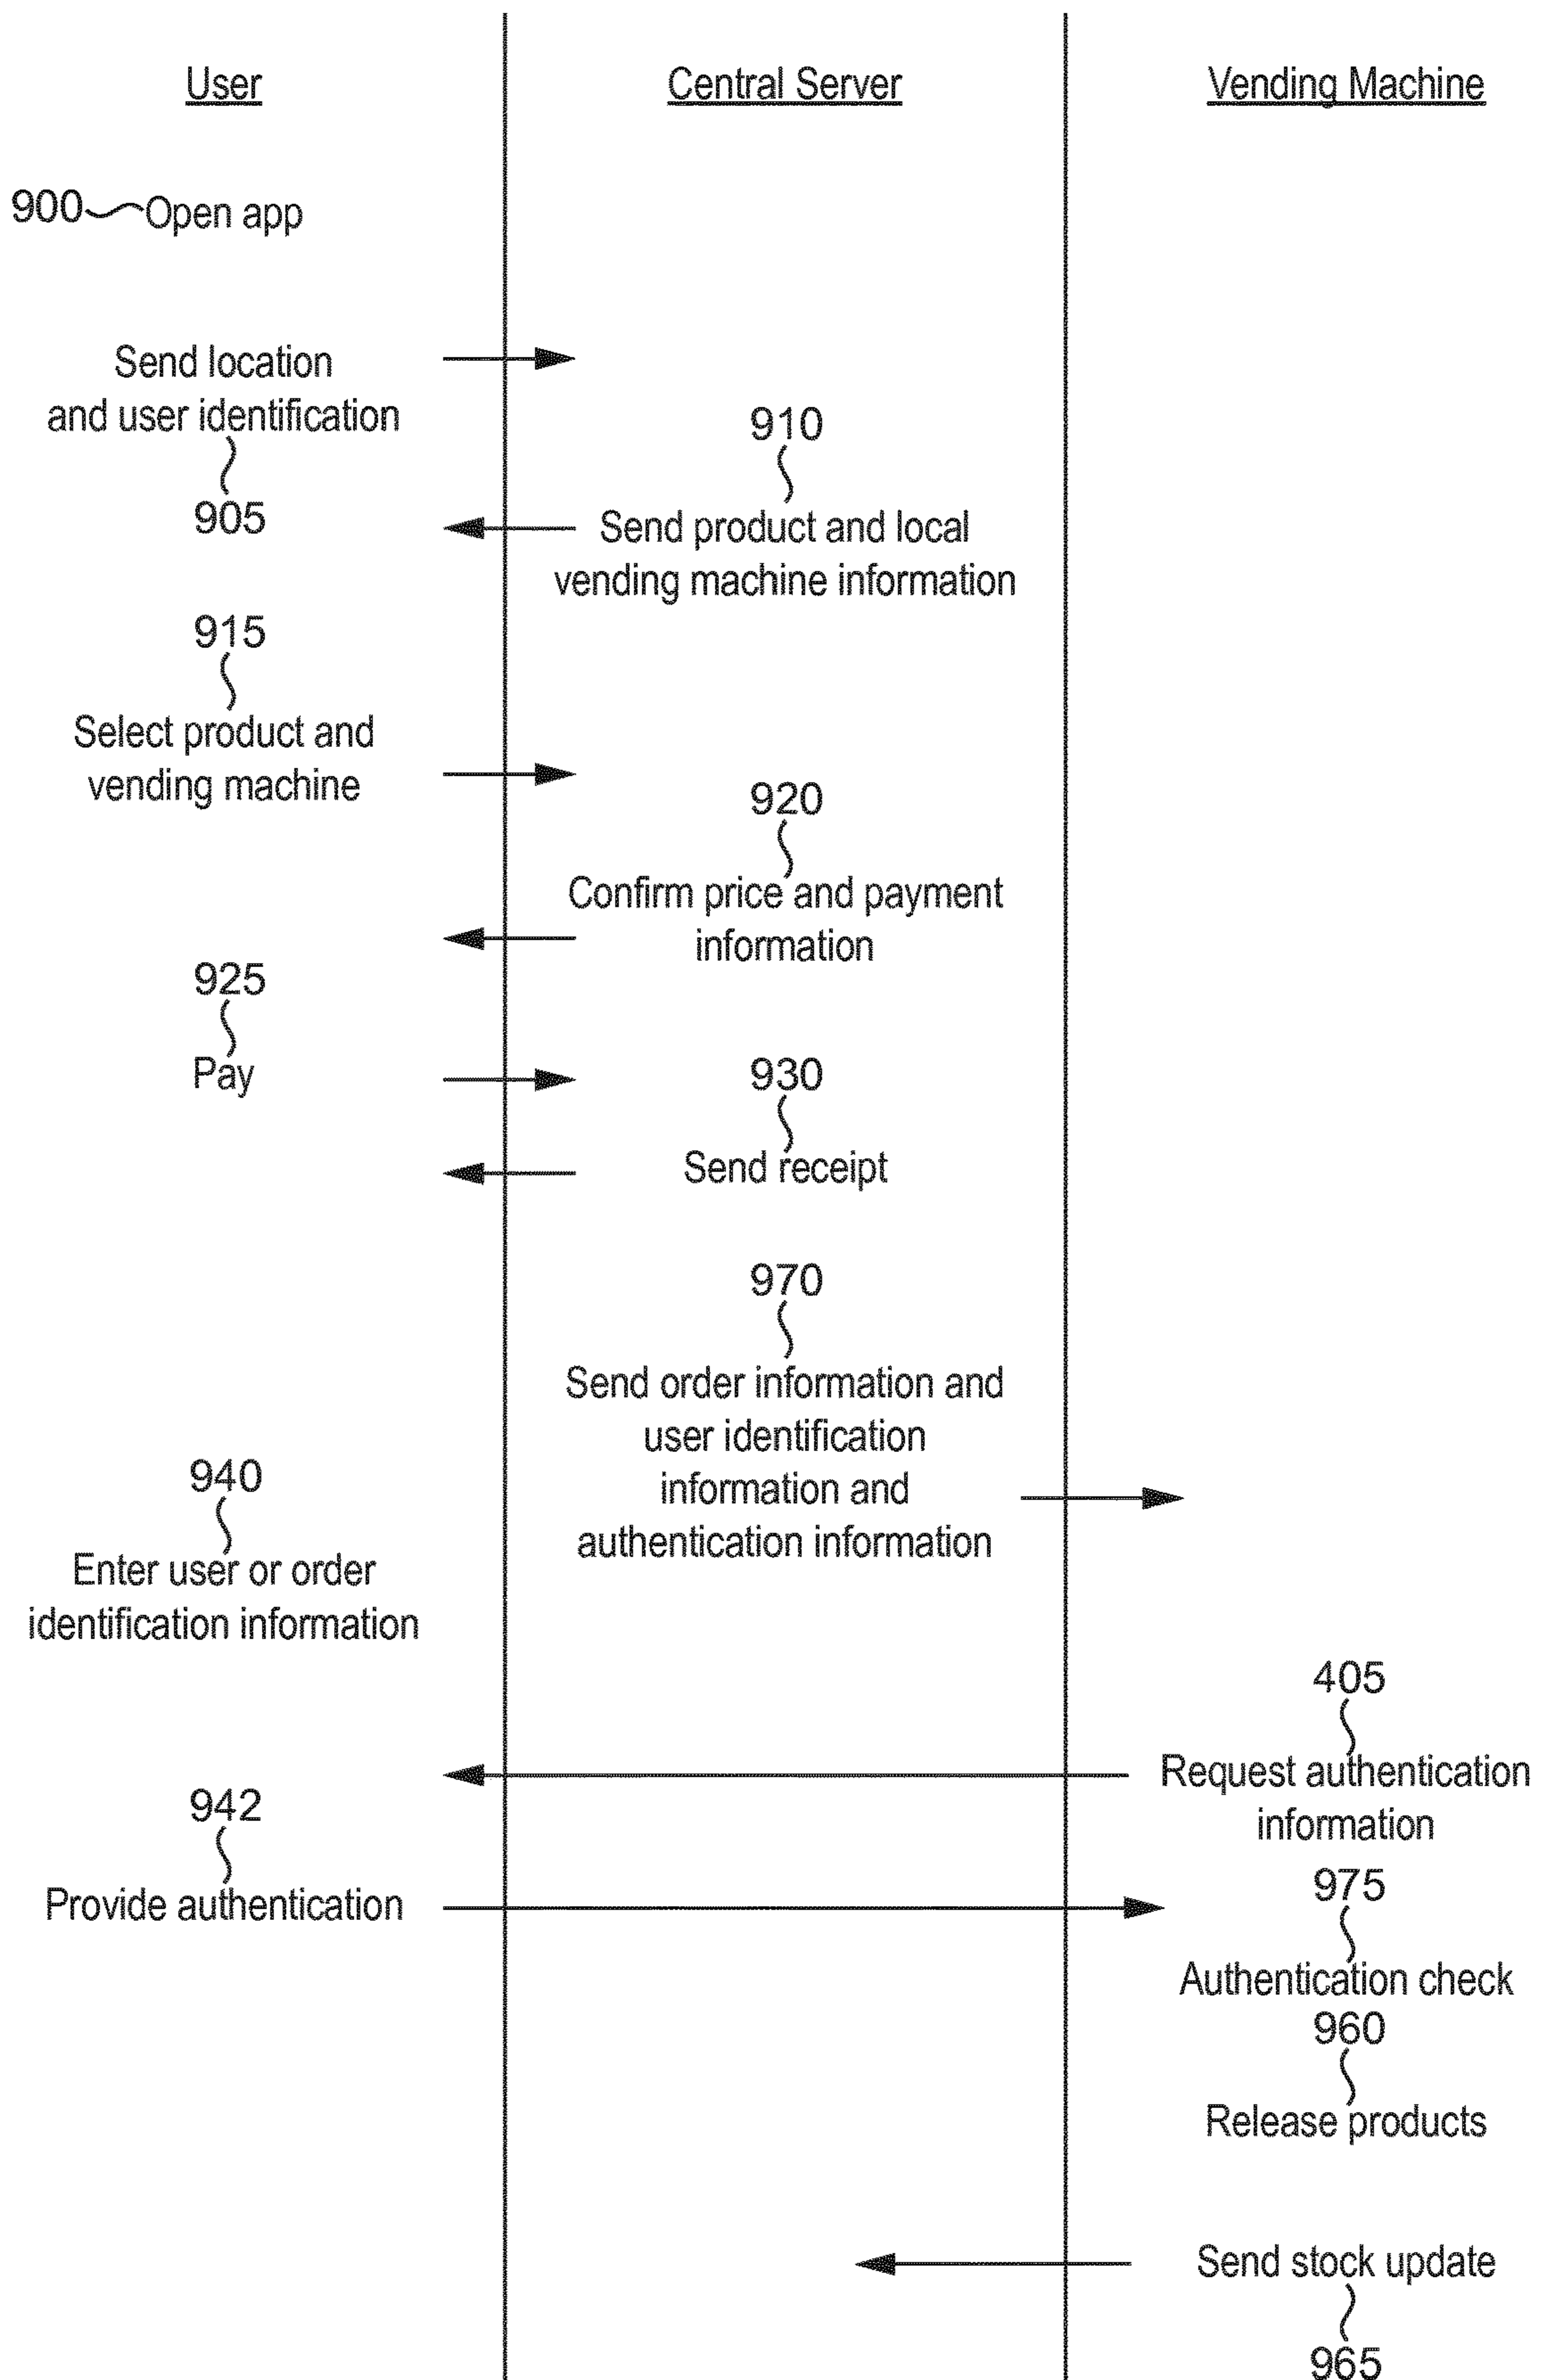 User
Central Server
Vending Machine
900
Open app
Send location
and user identification
905
910
Send product and local
vending machine information
915
Select product and
vending machine
920
Confirm price and payment
information
925
Pay
930
Send receipt
970
Send order information and
user identification
information and
authentication information
940
Enter user or order
identification information
405
Request authentication
information
942
Provide authentication
975
Authentication check
960
Release products
Send stock update
965